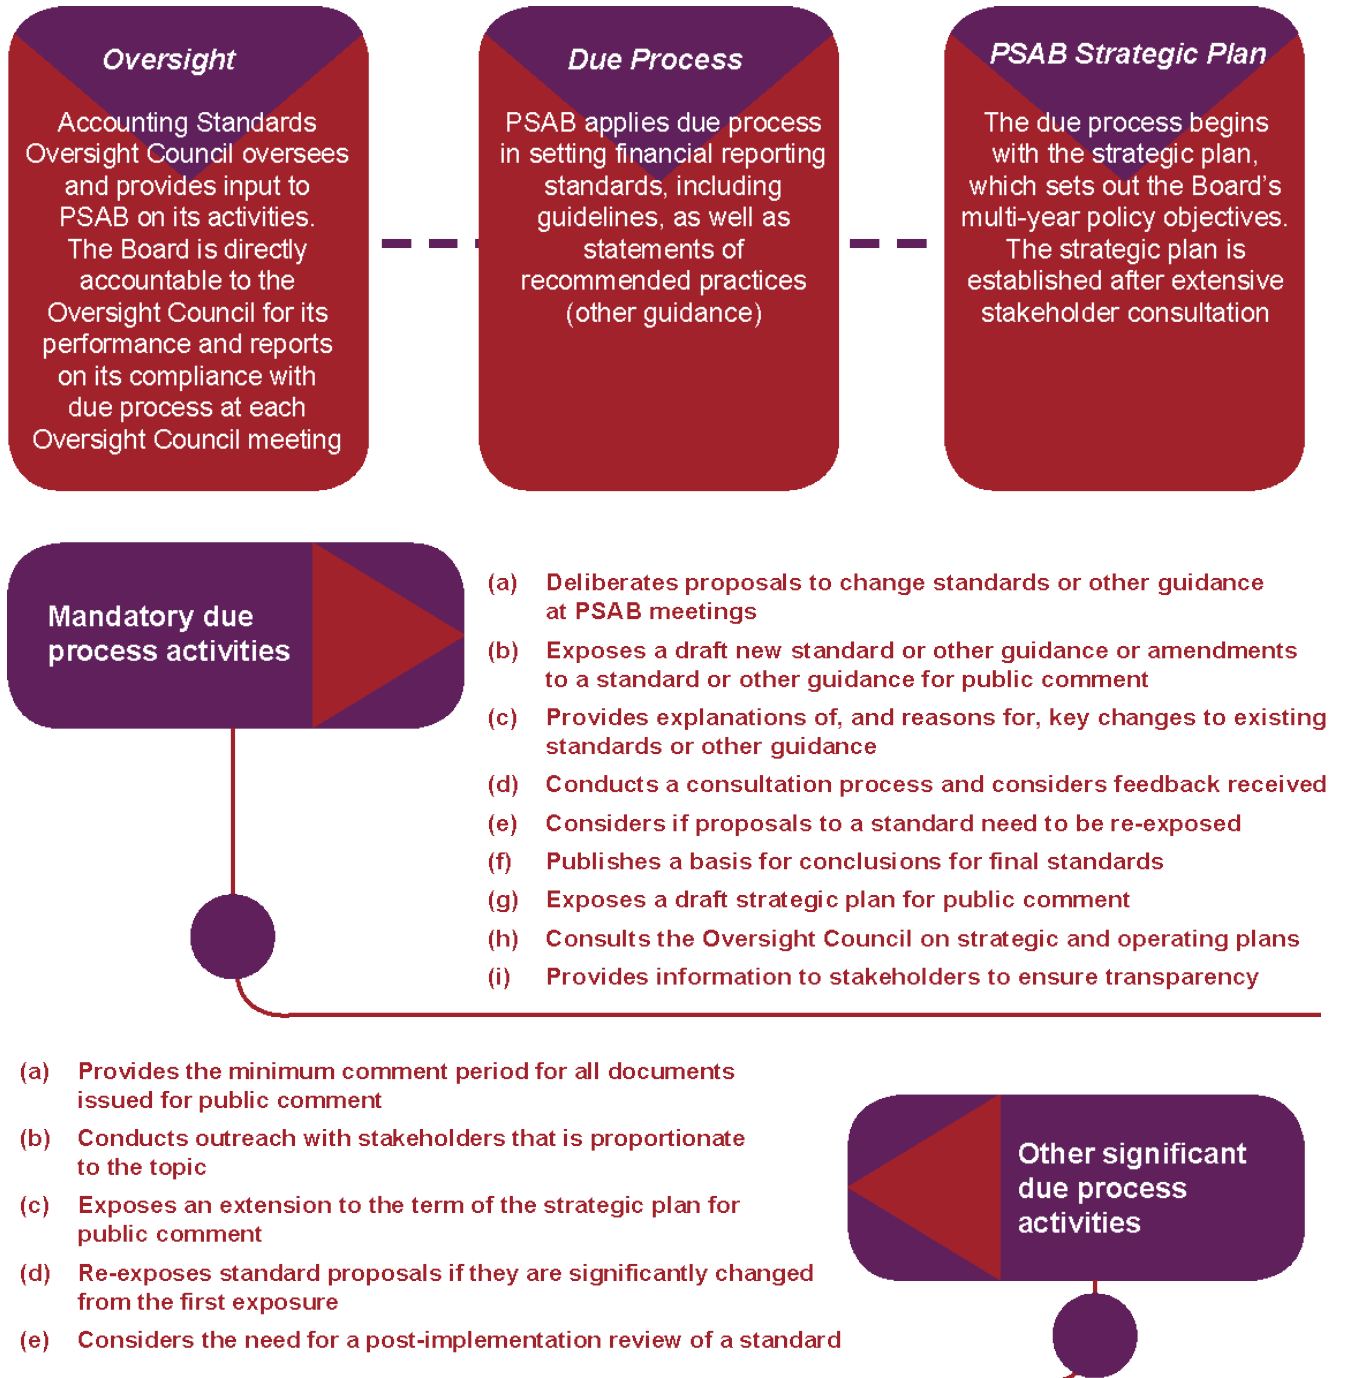 Oversight
Accounting Standards
Oversight Council oversees
and provides input to
PSAB on its activities.
The Board is directly
accountable to the
Oversight Council for its
performance and reports
on its compliance with
due process at each
Oversight Council meeting
Due Process
PSAB applies due process
in setting financial reporting
standards, including
guidelines, as well as
statements of
recommended practices
(other guidance)
PSAB Strategic Plan
The due process begins
with the strategic plan,
which sets out the Board's
multi-year policy objectives.
The strategic plan is
established after extensive
stakeholder consultation
Mandatory due
process activities
(a) Deliberates proposals to change standards or other guidance
at PSAB meetings
(b) Exposes a draft new standard or other guidance or amendments
to a standard or other guidance for public comment
(c) Provides explanations of, and reasons for, key changes to existing
standards or other guidance
(d) Conducts a consultation process and considers feedback received
(e) Considers if proposals to a standard need to be re-exposed
(f) Publishes a basis for conclusions for final standards
(g) Exposes a draft strategic plan for public comment
(h) Consults the Oversight Council on strategic and operating plans
(i) Provides information to stakeholders to ensure transparency
(a) Provides the minimum comment period for all documents
issued for public comment
(b) Conducts outreach with stakeholders that is proportionate
to the topic
(c) Exposes an extension to the term of the strategic plan for
public comment
(d) Re-exposes standard proposals if they are significantly changed
from the first exposure
(e) Considers the need for a post-implementation review of a standard
Other significant
due process
activities